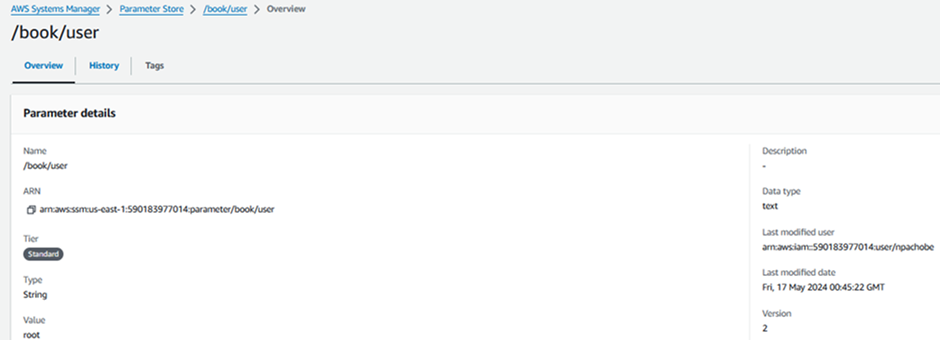 AWS Systems Manager > Parameter Store > /book/user > Overview
/book/user
Overview History Tags
Parameter details
Name
/book/user
ARN
arn:aws:ssm:us-east-1:590183977014:parameter/book/user
Tier
Standard
Type
String
Value
root
Description
-
Data type
text
Last modified user
arn:aws:iam::590183977014:user/npachobe
Last modified date
Fri, 17 May 2024 00:45:22 GMT
Version
2